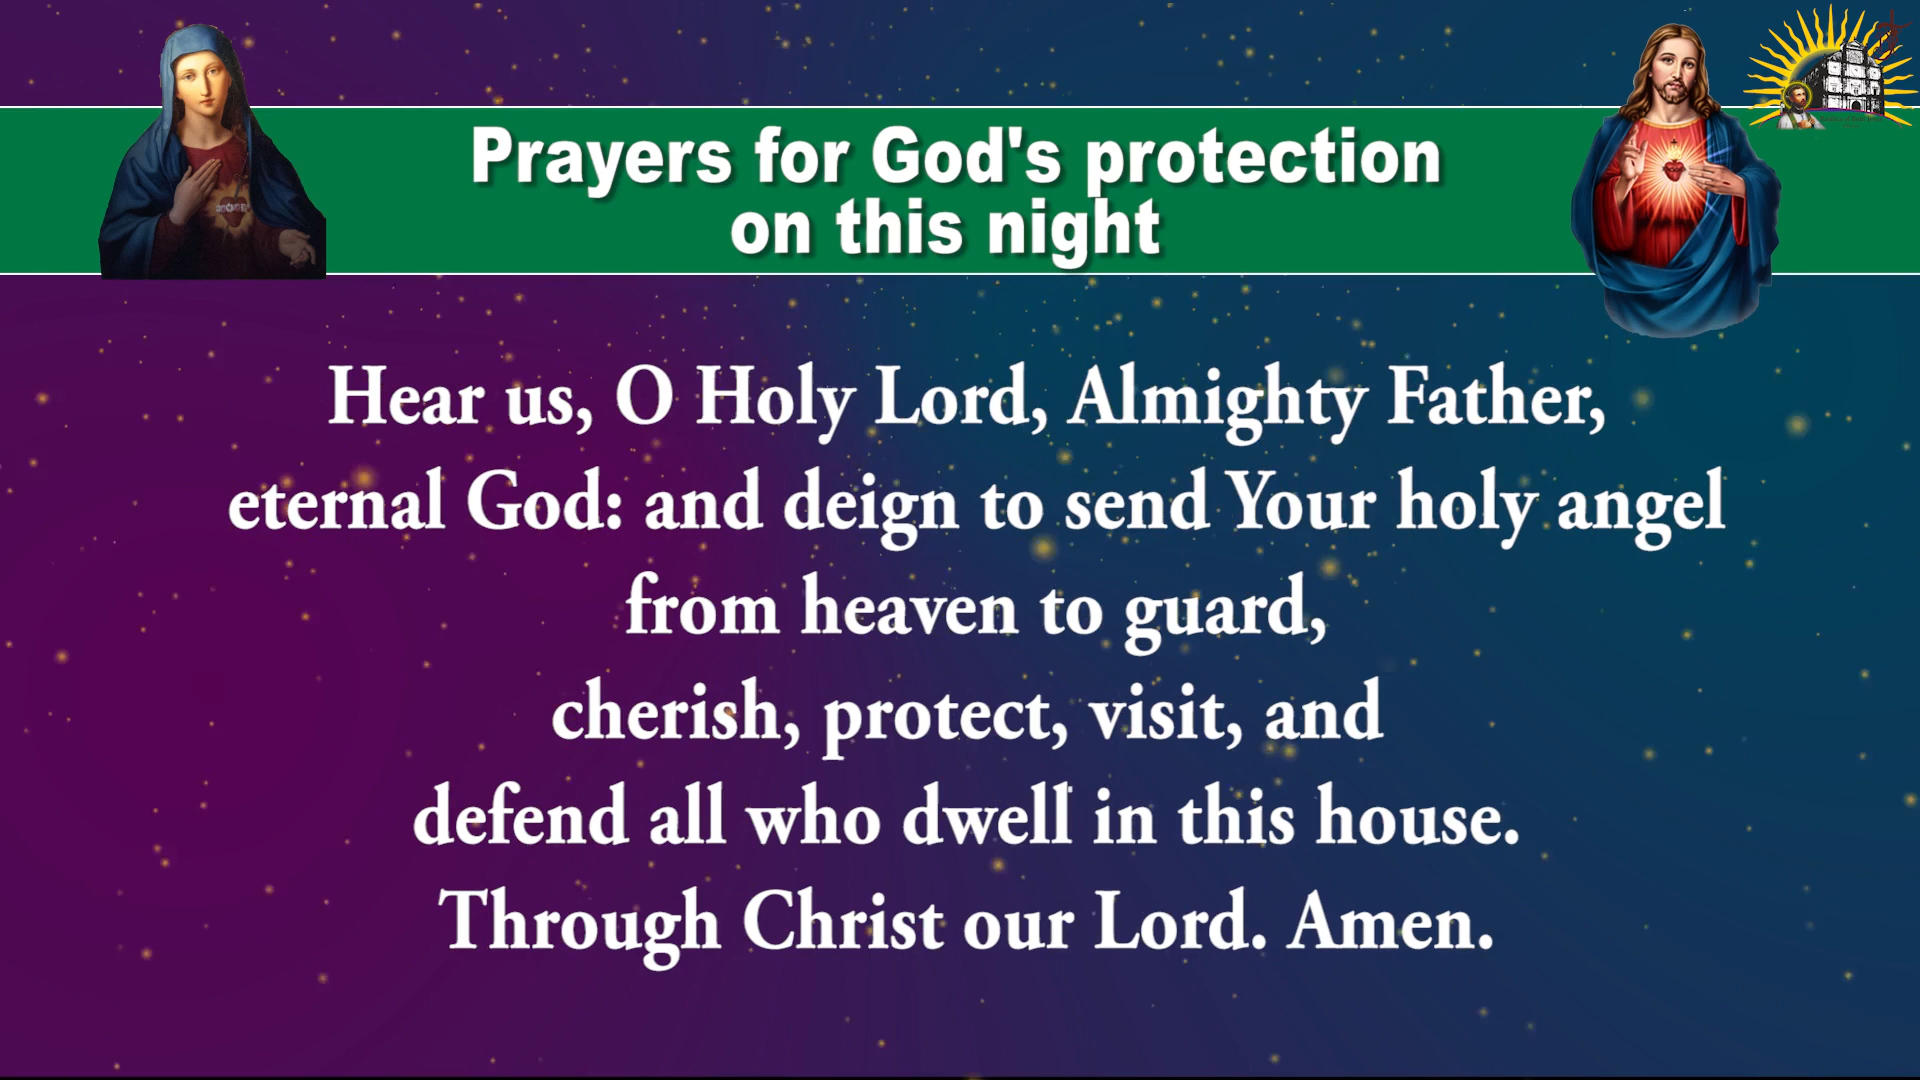 Prayers for God's protection
on this night
Hear us, O Holy Lord, Almighty Father,
eternal God: and deign to send Your holy angel
from heaven to guard,
cherish, protect, visit, and
defend all who dwell in this house.
Through Christ our Lord. Amen.